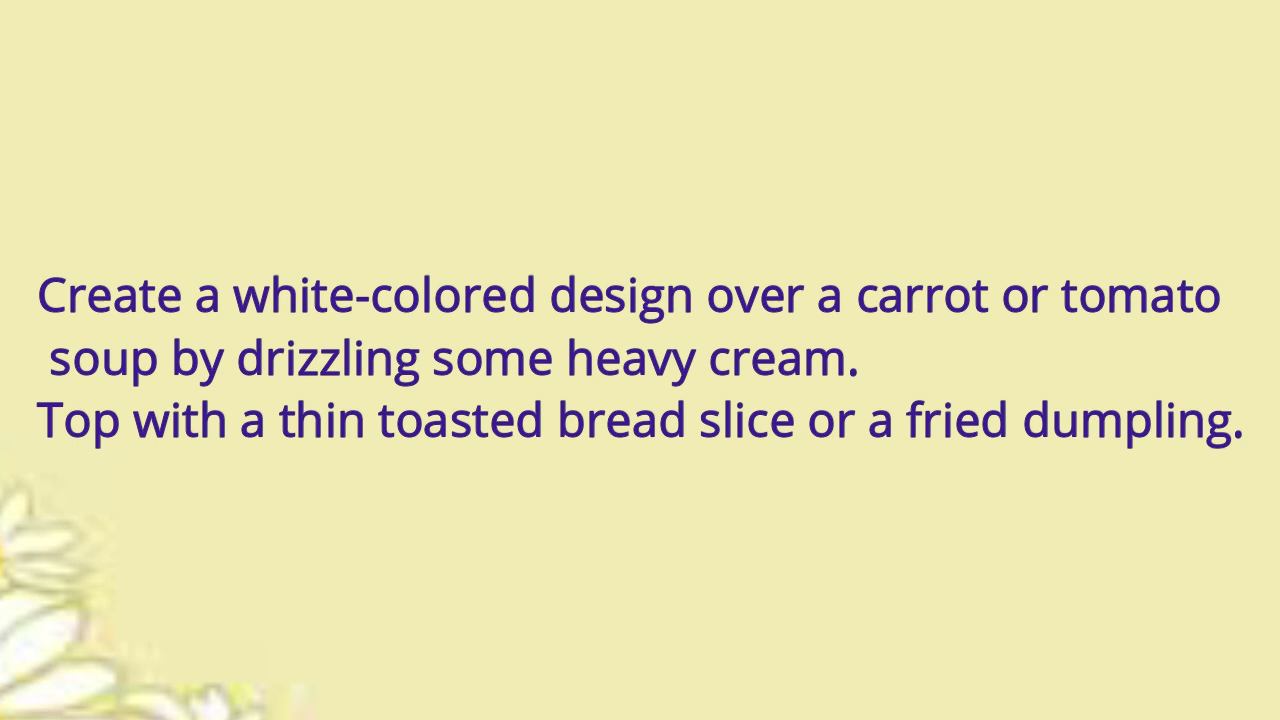 Create a white-colored design over a carrot or tomato
soup by drizzling some heavy cream.
Top with a thin toasted bread slice or a fried dumpling.